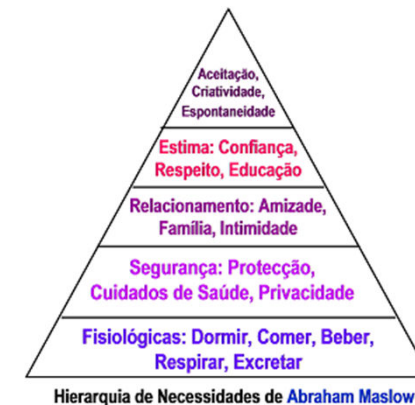 Aceitação,
Criatividade,
Espontaneidade
Estima: Confiança,
Respeito, Educação
Relacionamento: Amizade,
Família, Intimidade
Segurança: Protecção,
Cuidados de Saúde, Privacidade
Fisiológicas: Dormir, Comer, Beber,
Respirar, Excretar
Hierarquia de Necessidades de Abraham Maslow